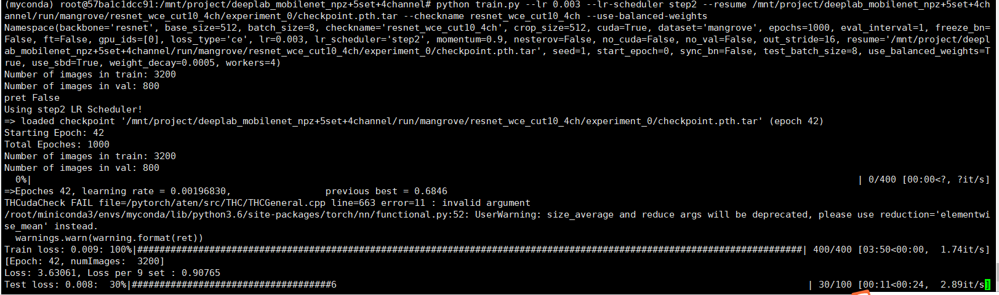 (myconda) root@57ba1c1dcc91:/mnt/project/deeplab_mobilenet_npz+5set+4channel# python train.py --lr 0.003 --lr-scheduler step2 --resume /mnt/project/deeplab_mobilenet_npz+5set+4ch
annel/run/mangrove/resnet_wce_cut10_4ch/experiment_0/checkpoint.pth.tar --checkname resnet_wce_cut10_4ch --use-balanced-weights
Namespace(backbone='resnet', base_size=512, batch_size=8, checkname='resnet_wce_cut10_4ch', crop_size=512, cuda=True, dataset='mangrove', epochs=1000, eval_interval=1, freeze_bn=
False, ft=False, gpu_ids=[0], loss_type='ce', lr=0.003, lr_scheduler='step2', momentum=0.9, nesterov=False, no_cuda=False, no_val=False, out_stride=16, resume='/mnt/project/deepl
ab_mobilenet_npz+5set+4channel/run/mangrove/resnet_wce_cut10_4ch/experiment_0/checkpoint.pth.tar', seed=1, start_epoch=0, sync_bn=False, test_batch_size=8, use_balanced_weights=T
rue, use_sbd=True, weight_decay=0.0005, workers=4)
Number of images in train: 3200
Number of images in val: 800
pret False
Using step2 LR Scheduler!
=> loaded checkpoint '/mnt/project/deeplab_mobilenet_npz+5set+4channel/run/mangrove/resnet_wce_cut10_4ch/experiment_0/checkpoint.pth.tar' (epoch 42)
Starting Epoch: 42
Total Epoches: 1000
Number of images in train: 3200
Number of images in val: 800
0%| | 0/400 [00:00<?, ?it/s]
=>Epoches 42, learning rate = 0.00196830, previous best = 0.6846
THCudaCheck FAIL file=/pytorch/aten/src/THC/THCGeneral.cpp line=663 error=11 : invalid argument
/root/miniconda3/envs/myconda/lib/python3.6/site-packages/torch/nn/functional.py:52: UserWarning: size_average and reduce args will be deprecated, please use reduction='elementwi
se_mean' instead.
warnings.warn(warning.format(ret))
Train loss: 0.009: 100%|########################################################################################################################| 400/400 [03:50<00:00, 1.74it/s]
[Epoch: 42, numImages: 3200]
Loss: 3.63061, Loss per 9 set : 0.90765
Test loss: 0.008: 30%|####################################6 | 30/100 [00:11<00:24, 2.89it/s]